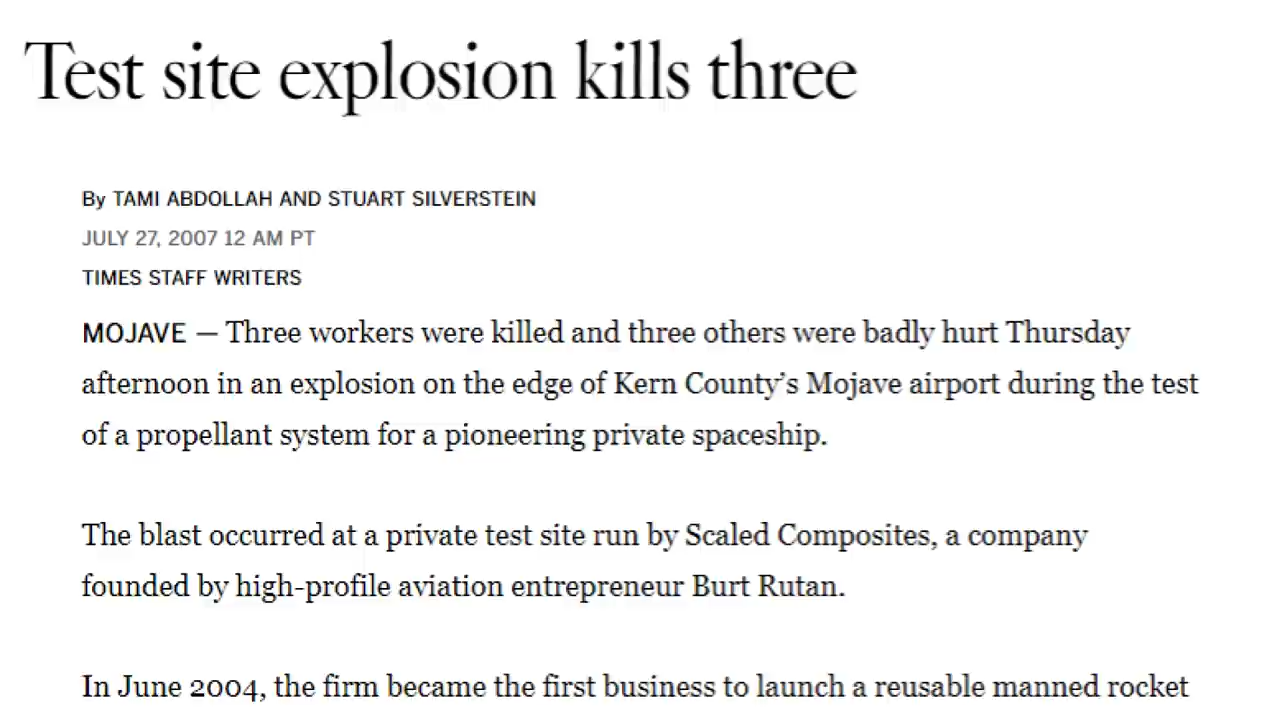 Test site explosion kills three
By TAMI ABDOLLAH AND STUART SILVERSTEIN
JULY 27, 2007 12 AM PT
TIMES STAFF WRITERS
MOJAVE — Three workers were killed and three others were badly hurt Thursday
afternoon in an explosion on the edge of Kern County’s Mojave airport during the test
of a propellant system for a pioneering private spaceship.
The blast occurred at a private test site run by Scaled Composites, a company
founded by high-profile aviation entrepreneur Burt Rutan.
In June 2004, the firm became the first business to launch a reusable manned rocket